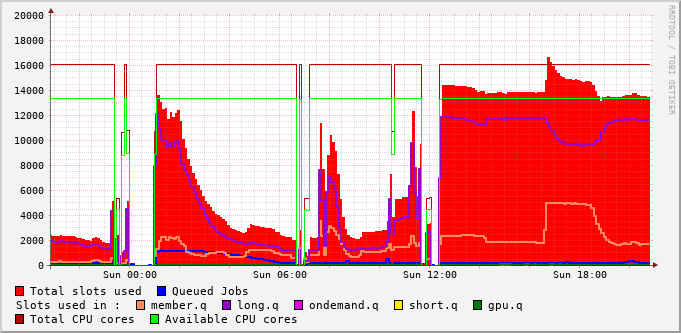 20000
18000
16000
14000
12000
10000
8000
6000
4000
2000
0
Sun 00:00 Sun 06:00 Sun 12:00 Sun 18:00
RRDTOOL / TOBI OETIKER
Total slots used Queued Jobs
Slots used in : member.q long.q ondemand.q short.q gpu.q
Total CPU cores Available CPU cores